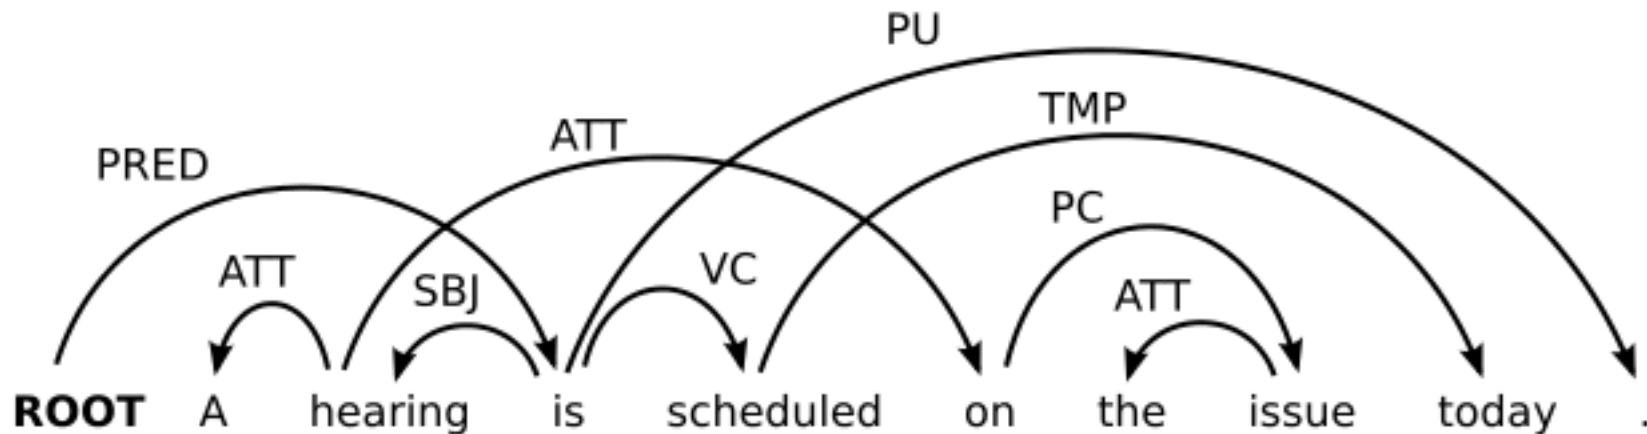 PU
TMP
ATT
PRED
PC
ATT
SBJ
VC
ATT
ROOT A hearing is scheduled on the issue today .